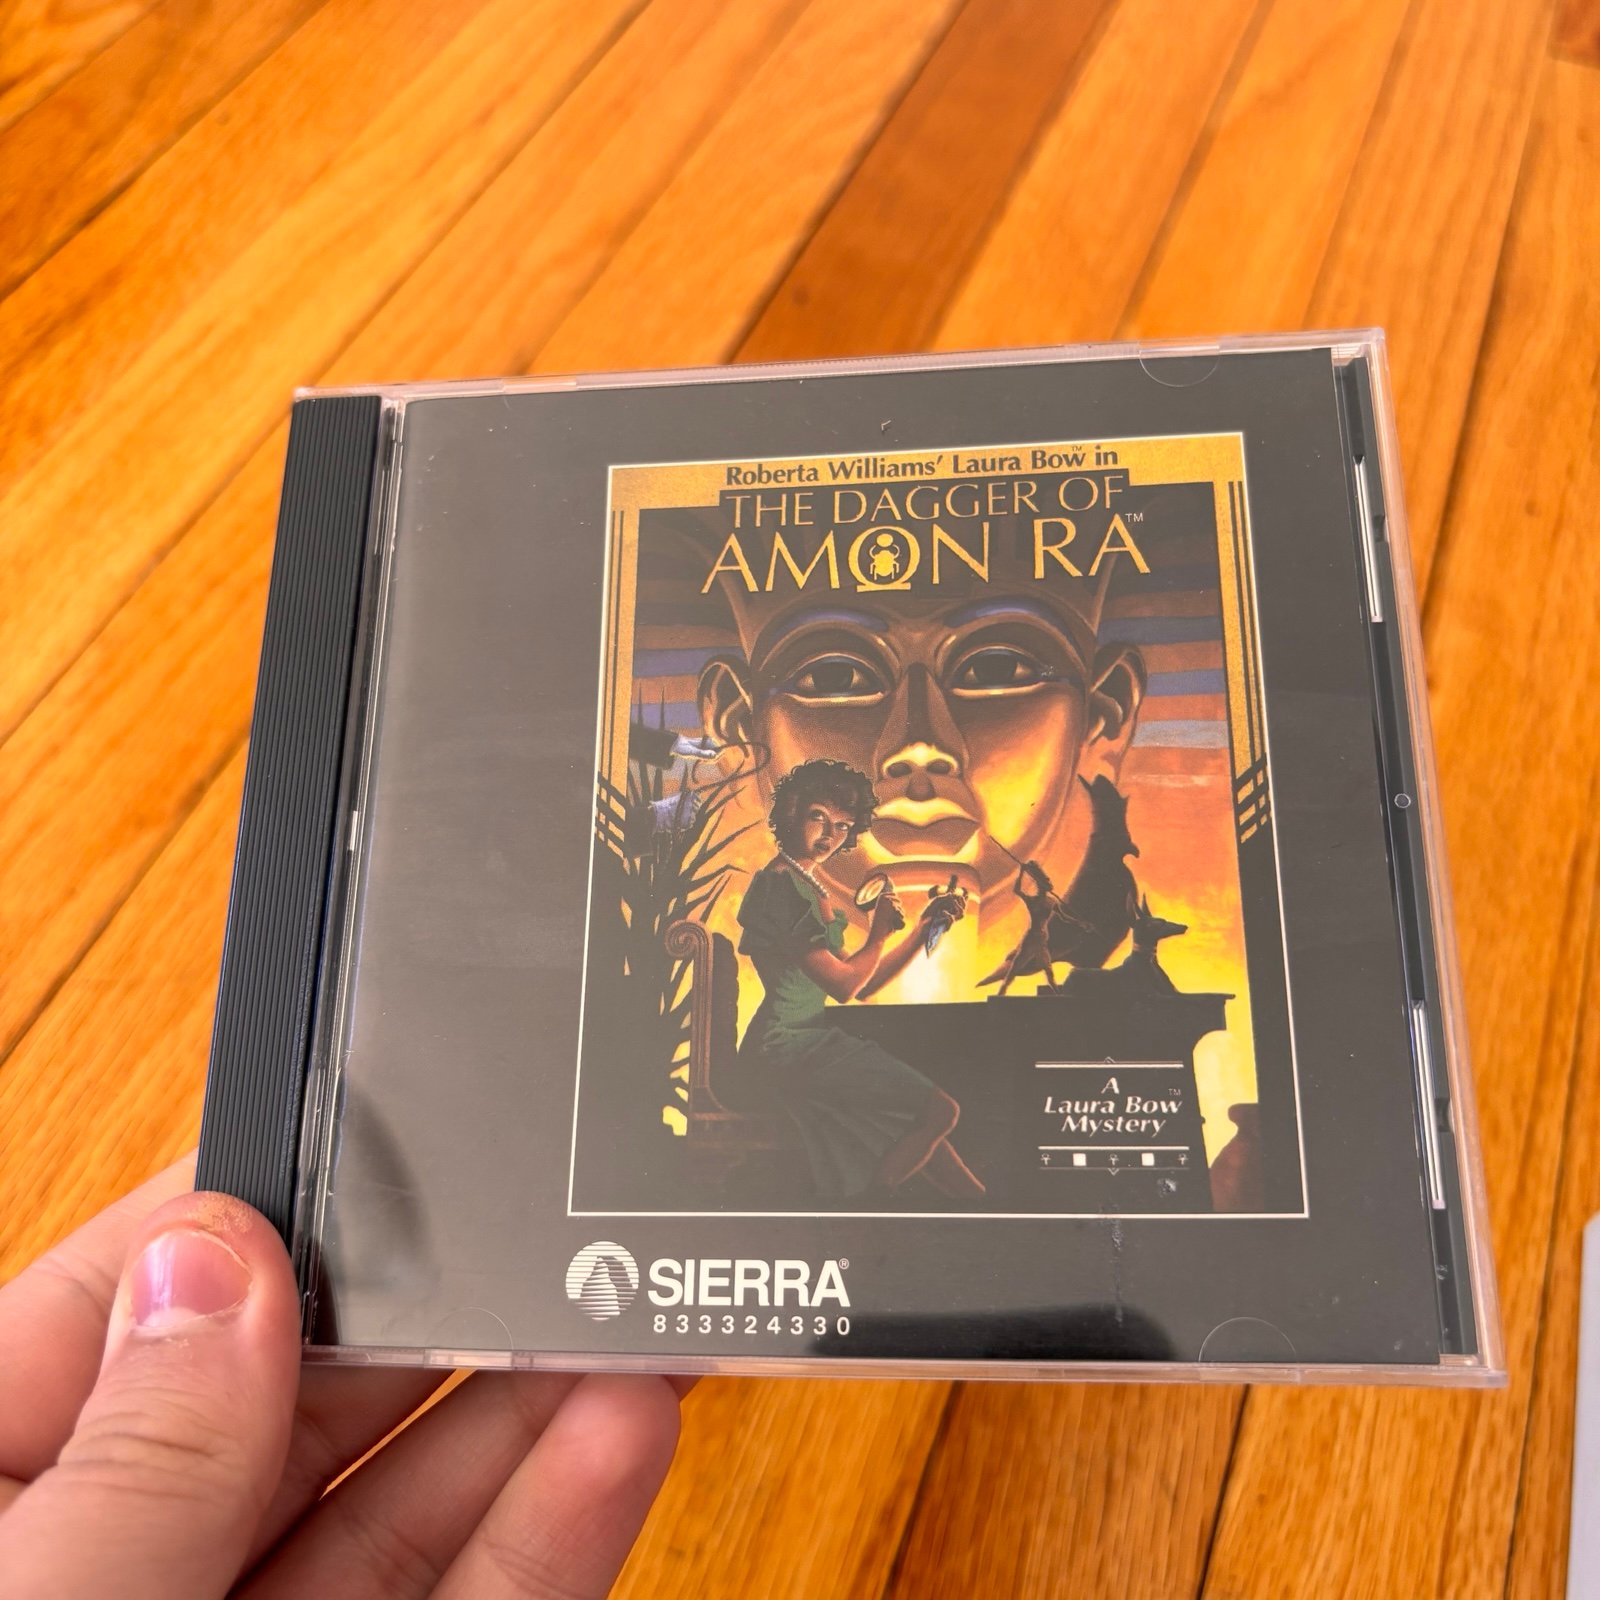 Roberta Williams' Laura Bow™ in
THE DAGGER OF
AMON RA™
A
Laura Bow™
Mystery
SIERRA®
833324330